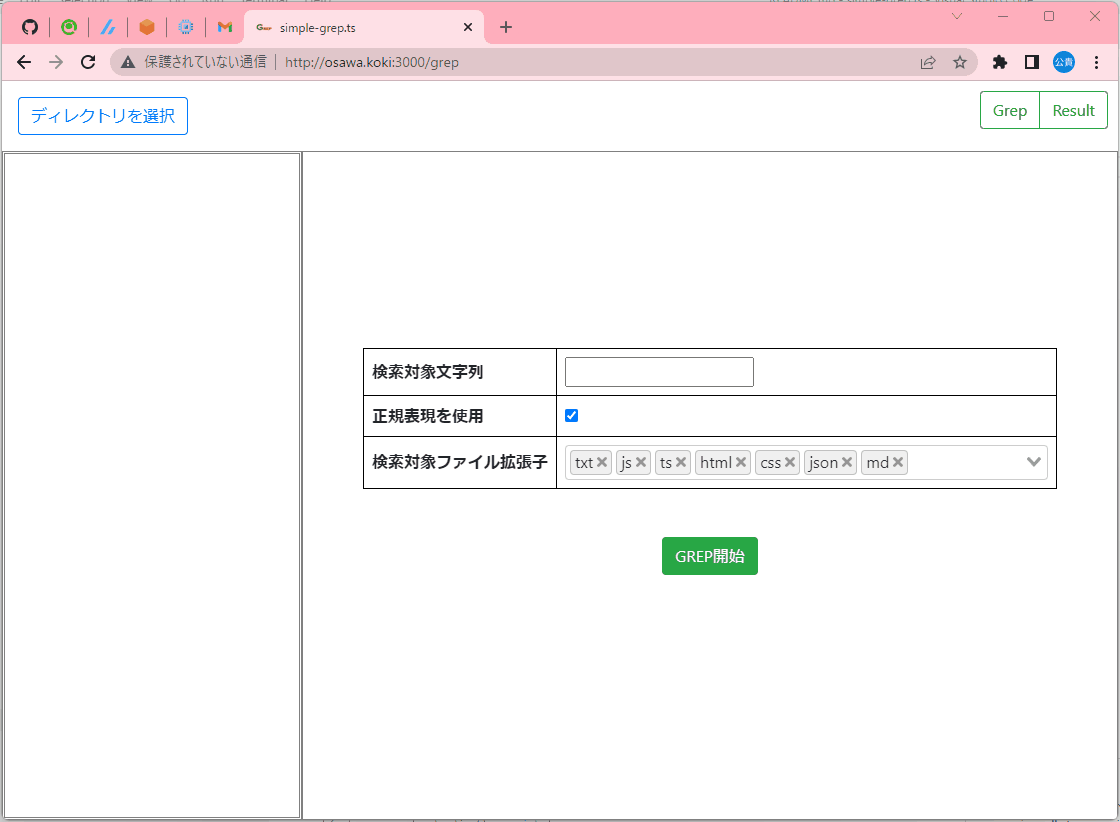 simple-grep.ts
保護されていない通信 http://osawa.koki:3000/grep
公貴
ディレクトリを選択
Grep Result
検索対象文字列
正規表現を使用
検索対象ファイル拡張子 txt js ts html css json md
GREP開始